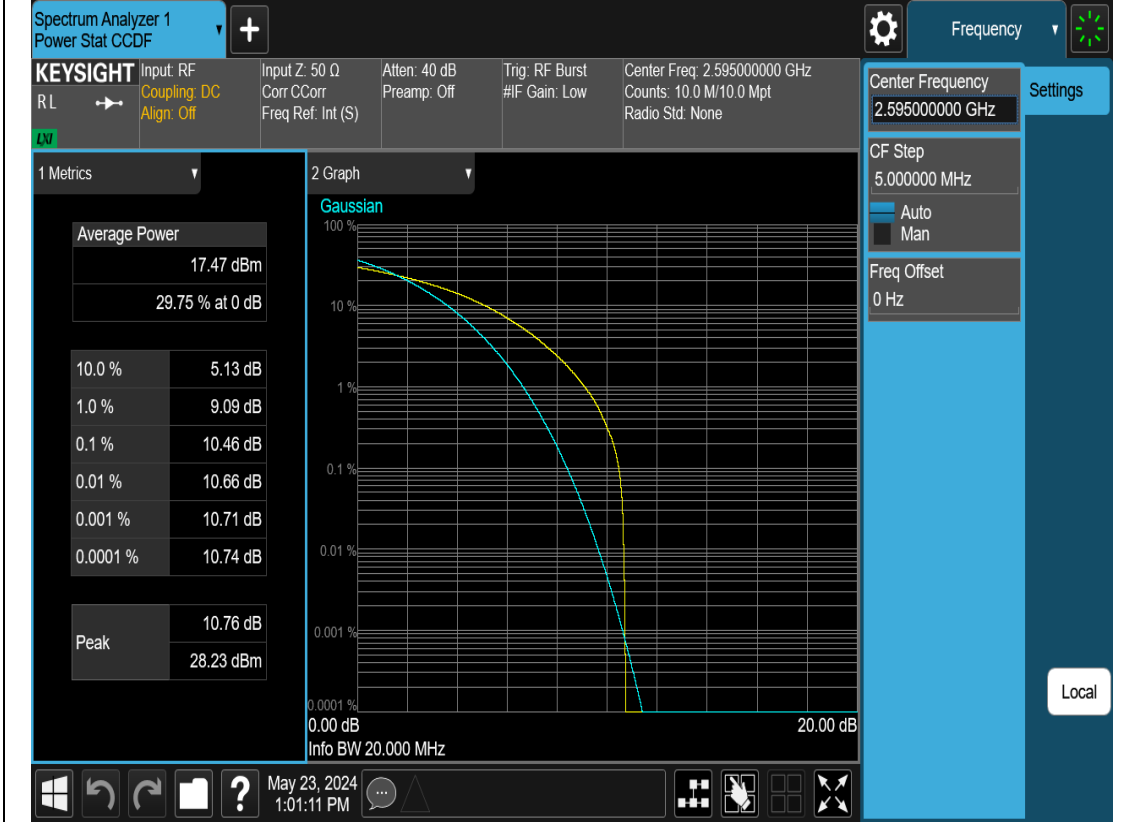 Spectrum Analyzer 1
Power Stat CCDF
Frequency
KEYSIGHT
RL
LXI
Input: RF
Coupling: DC
Align: Off
Input Z: 50 Ω
Corr CCorr
Freq Ref: Int (S)
Atten: 40 dB
Preamp: Off
Trig: RF Burst
#IF Gain: Low
Center Freq: 2.595000000 GHz
Counts: 10.0 M/10.0 Mpt
Radio Std: None
Center Frequency
2.595000000 GHz
Settings
CF Step
5.000000 MHz
Auto
Man
Freq Offset
0 Hz
1 Metrics
Average Power
17.47 dBm
29.75 % at 0 dB
10.0 % 5.13 dB
1.0 % 9.09 dB
0.1 % 10.46 dB
0.01 % 10.66 dB
0.001 % 10.71 dB
0.0001 % 10.74 dB
Peak 10.76 dB
28.23 dBm
2 Graph
Gaussian
100 %
10 %
1 %
0.1 %
0.01 %
0.001 %
0.0001 %
0.00 dB 20.00 dB
Info BW 20.000 MHz
Local
?
May 23, 2024
1:01:11 PM